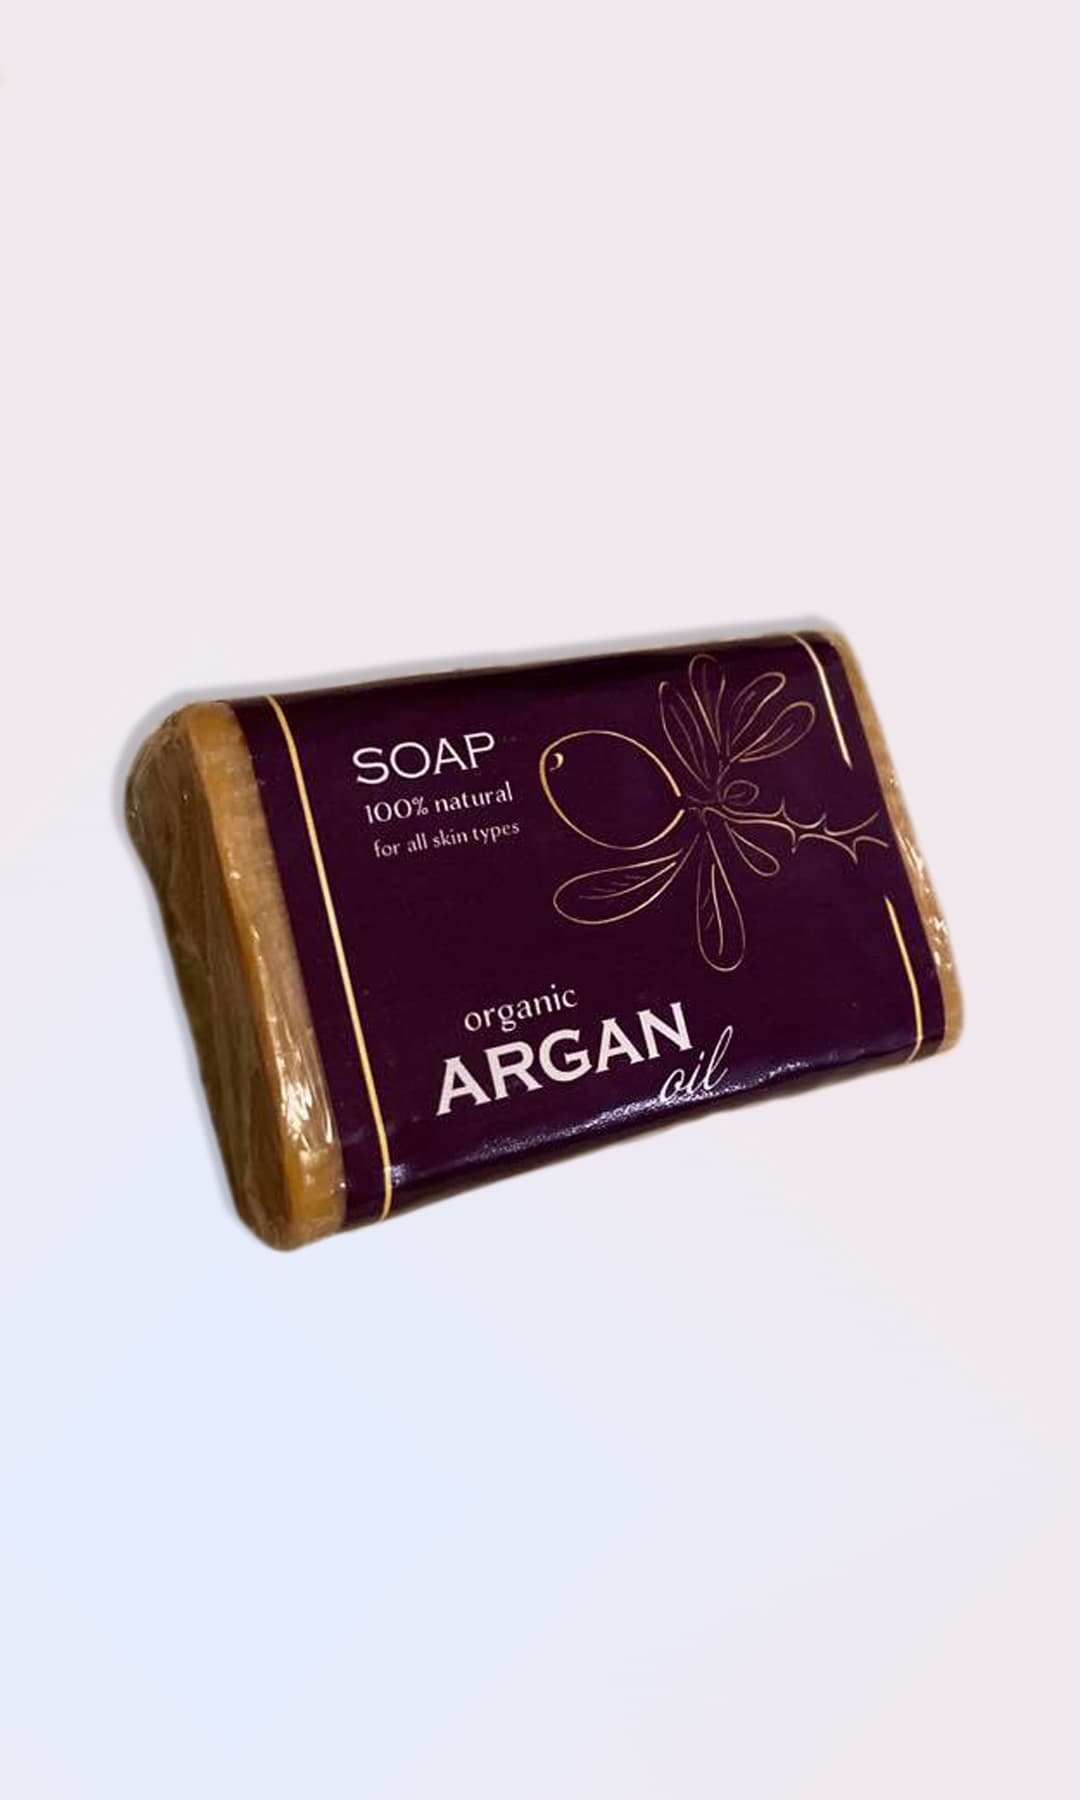 SOAP
100% natural
for all skin types
organic
ARGAN
oil